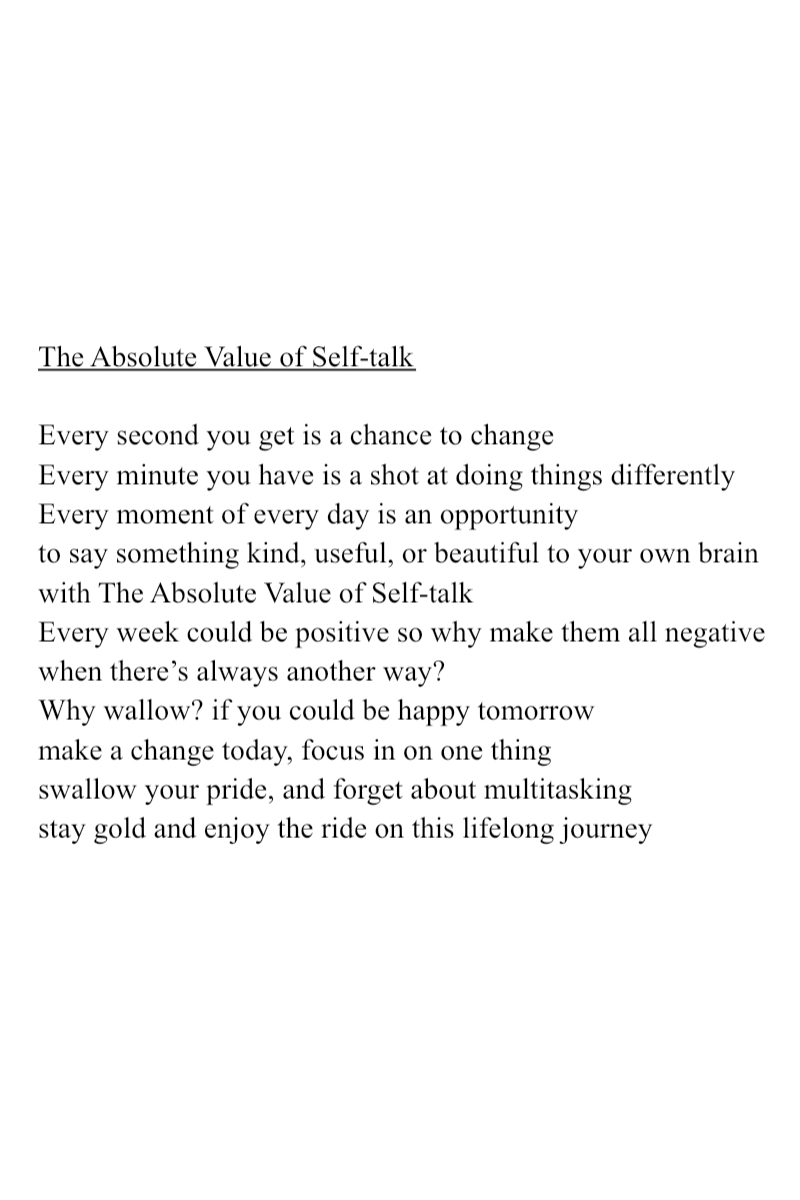 The Absolute Value of Self-talk
Every second you get is a chance to change
Every minute you have is a shot at doing things differently
Every moment of every day is an opportunity
to say something kind, useful, or beautiful to your own brain
with The Absolute Value of Self-talk
Every week could be positive so why make them all negative
when there’s always another way?
Why wallow? if you could be happy tomorrow
make a change today, focus in on one thing
swallow your pride, and forget about multitasking
stay gold and enjoy the ride on this lifelong journey